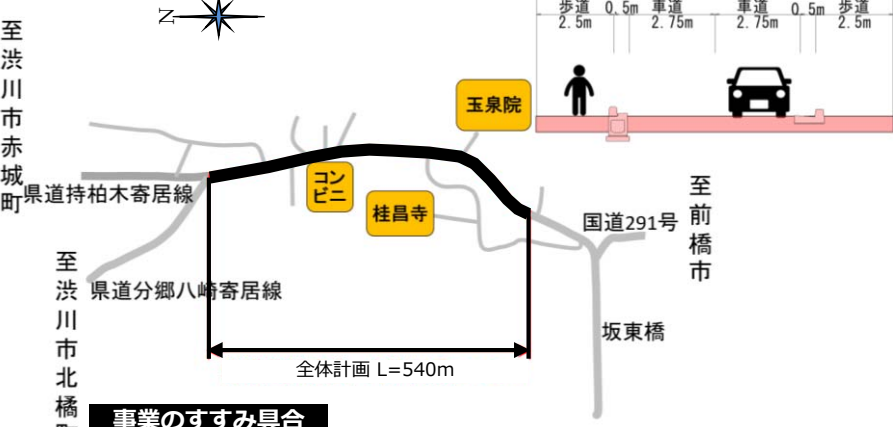 歩道 0.5m 車道 車道 0.5m 歩道
2.5m 2.75m 2.75m 2.5m
N
至渋川市赤城町
玉泉院
コン
ビニ
県道持柏木寄居線
桂昌寺
至前橋市
国道291号
至渋川市北橘
県道分郷八崎寄居線
坂東橋
全体計画 L=540m
事業のすすみ具合